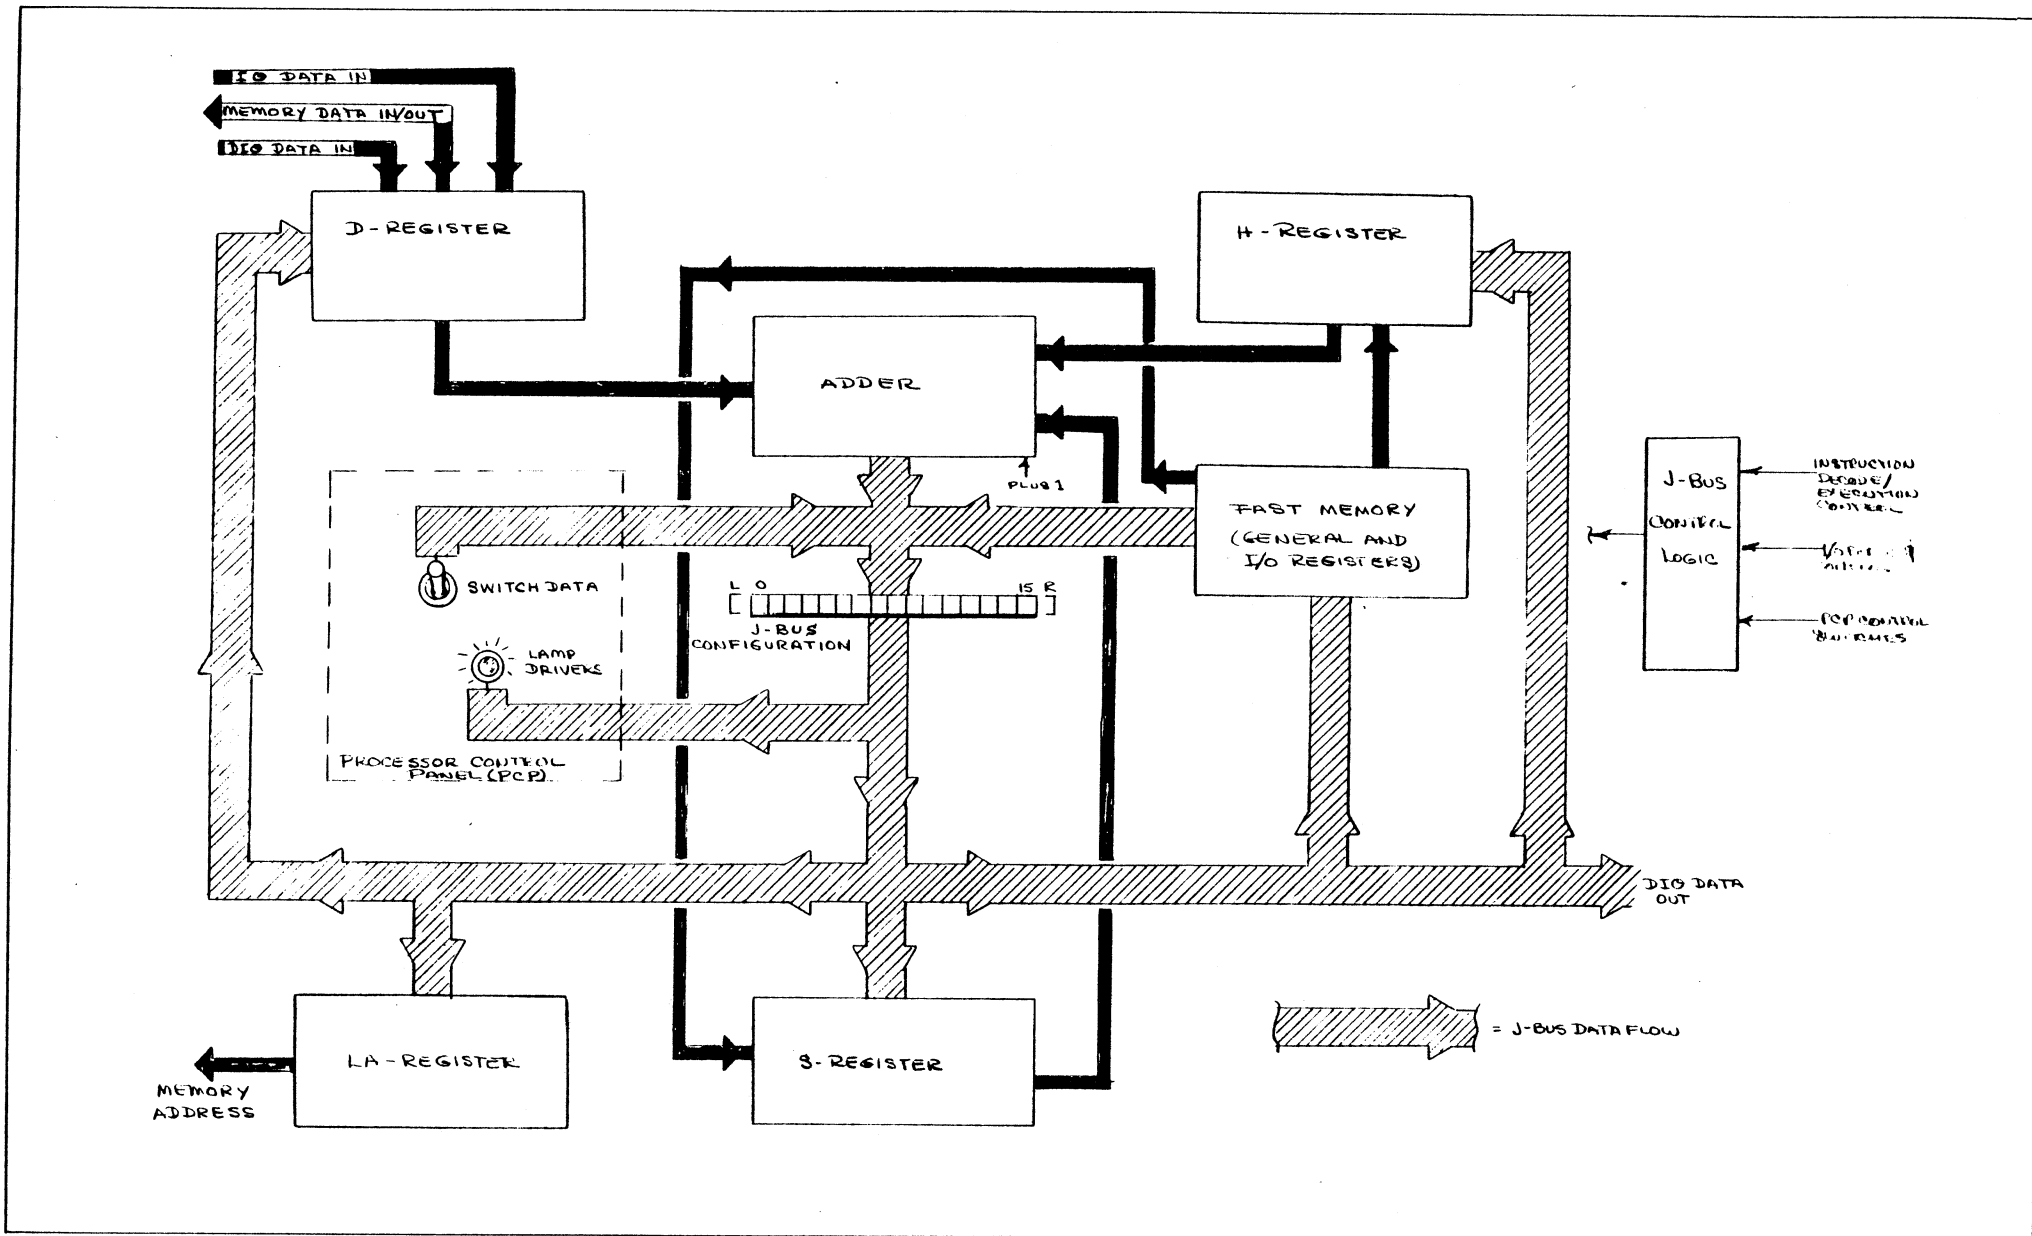 IO DATA IN
MEMORY DATA IN/OUT
DIO DATA IN
D-REGISTER
H-REGISTER
ADDER
PLUS 1
FAST MEMORY
(GENERAL AND
I/O REGISTERS)
J-BUS
CONTROL
LOGIC
INSTRUCTION
DECODE/
EXECUTION
CONTROL
PCP CONTROL
SWITCHES
SWITCH DATA
L 0 15 R
J-BUS
CONFIGURATION
LAMP
DRIVERS
PROCESSOR CONTROL
PANEL (PCP)
DIO DATA
OUT
LA-REGISTER
MEMORY
ADDRESS
S-REGISTER
= J-BUS DATA FLOW